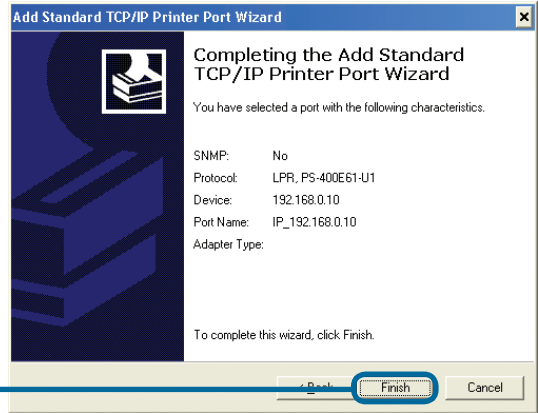 Add Standard TCP/IP Printer Port Wizard
Completing the Add Standard
TCP/IP Printer Port Wizard
You have selected a port with the following characteristics.
SNMP: No
Protocol: LPR, PS-400E61-U1
Device: 192.168.0.10
Port Name: IP_192.168.0.10
Adapter Type:
To complete this wizard, click Finish.
Finish Cancel